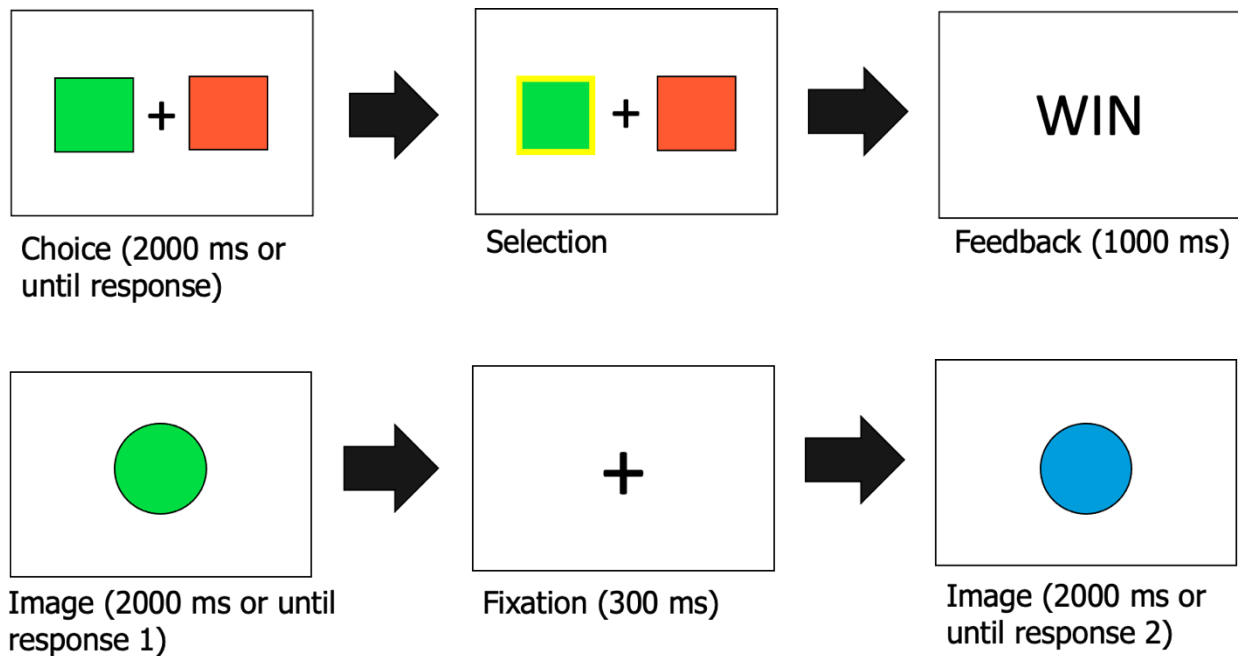 WIN
Choice (2000 ms or
until response)
Selection
Feedback (1000 ms)
Image (2000 ms or until
response 1)
Fixation (300 ms)
Image (2000 ms or
until response 2)